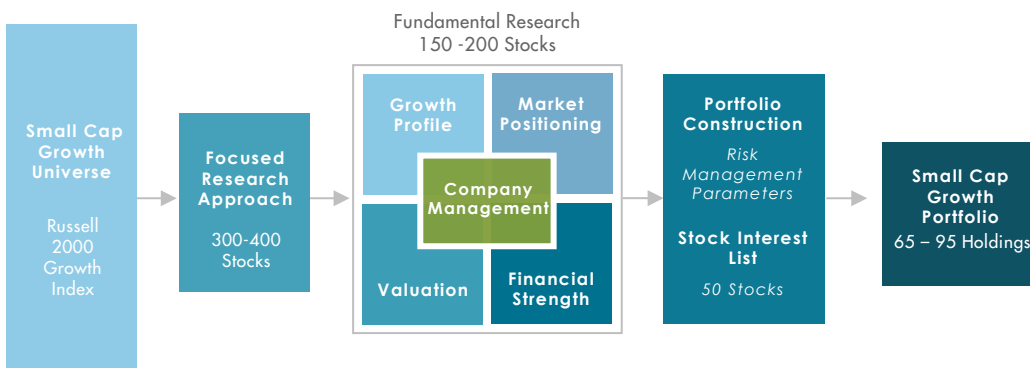 Small Cap
Growth
Universe
Russell
2000
Growth
Index
Focused
Research
Approach
300-400
Stocks
Fundamental Research
150 -200 Stocks
Growth
Profile
Market
Positioning
Company
Management
Valuation
Financial
Strength
Portfolio
Construction
Risk
Management
Parameters
Stock Interest
List
50 Stocks
Small Cap
Growth
Portfolio
65 – 95 Holdings